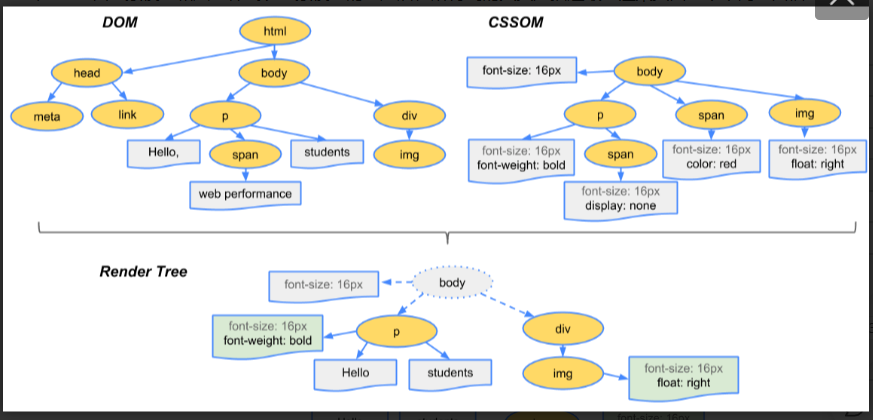 DOM
CSSOM
html
head
body
meta
link
p
div
Hello,
span
students
img
web performance
font-size: 16px
body
p
span
img
font-size: 16px
font-weight: bold
span
font-size: 16px
color: red
font-size: 16px
float: right
font-size: 16px
display: none
Render Tree
font-size: 16px
body
font-size: 16px
font-weight: bold
p
div
Hello
students
img
font-size: 16px
float: right